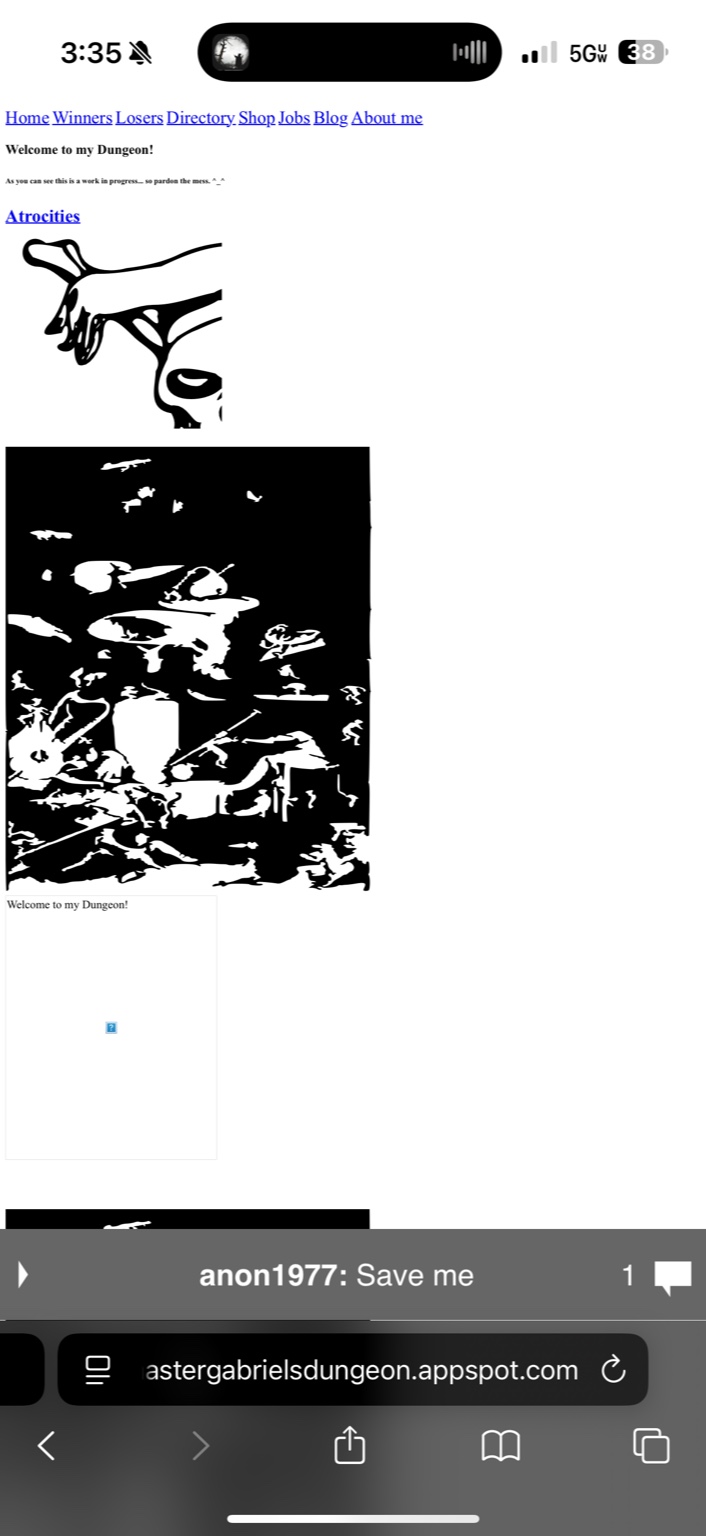 3:35 5GUW 38
Home Winners Losers Directory Shop Jobs Blog About me
Welcome to my Dungeon!
As you can see this is a work in progress... so pardon the mess. ^_^
Atrocities
Welcome to my Dungeon!
anon1977: Save me 1
astergabrielsdungeon.appspot.com